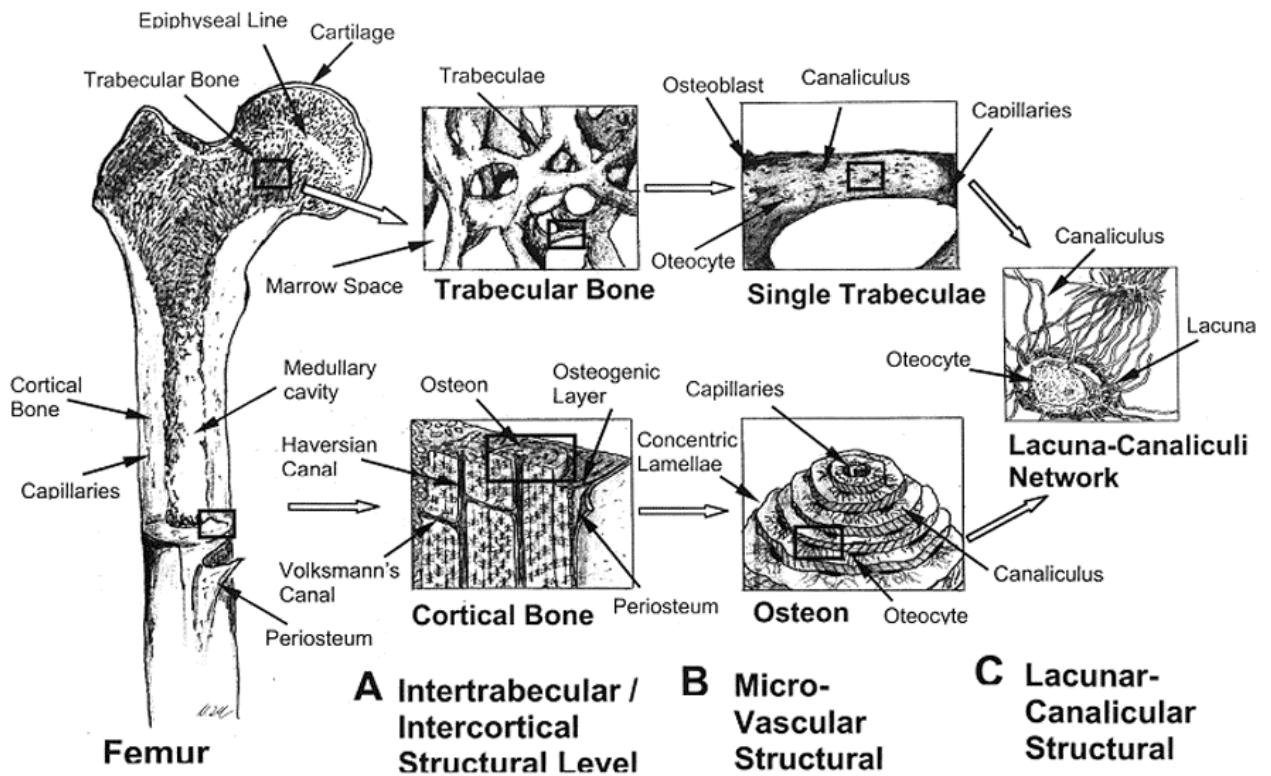 Epiphyseal Line
Cartilage
Trabecular Bone
Cortical
Bone
Capillaries
Medullary
cavity
Periosteum
Femur
Trabeculae
Marrow Space
Trabecular Bone
Osteoblast
Canaliculus
Capillaries
Oteocyte
Single Trabeculae
Canaliculus
Lacuna
Oteocyte
Lacuna-Canaliculi
Network
Osteon
Osteogenic
Layer
Haversian
Canal
Volksmann's
Canal
Periosteum
Cortical Bone
Capillaries
Concentric
Lamellae
Canaliculus
Oteocyte
Osteon
A Intertrabecular /
Intercortical
Structural Level
B Micro-
Vascular
Structural
C Lacunar-
Canalicular
Structural